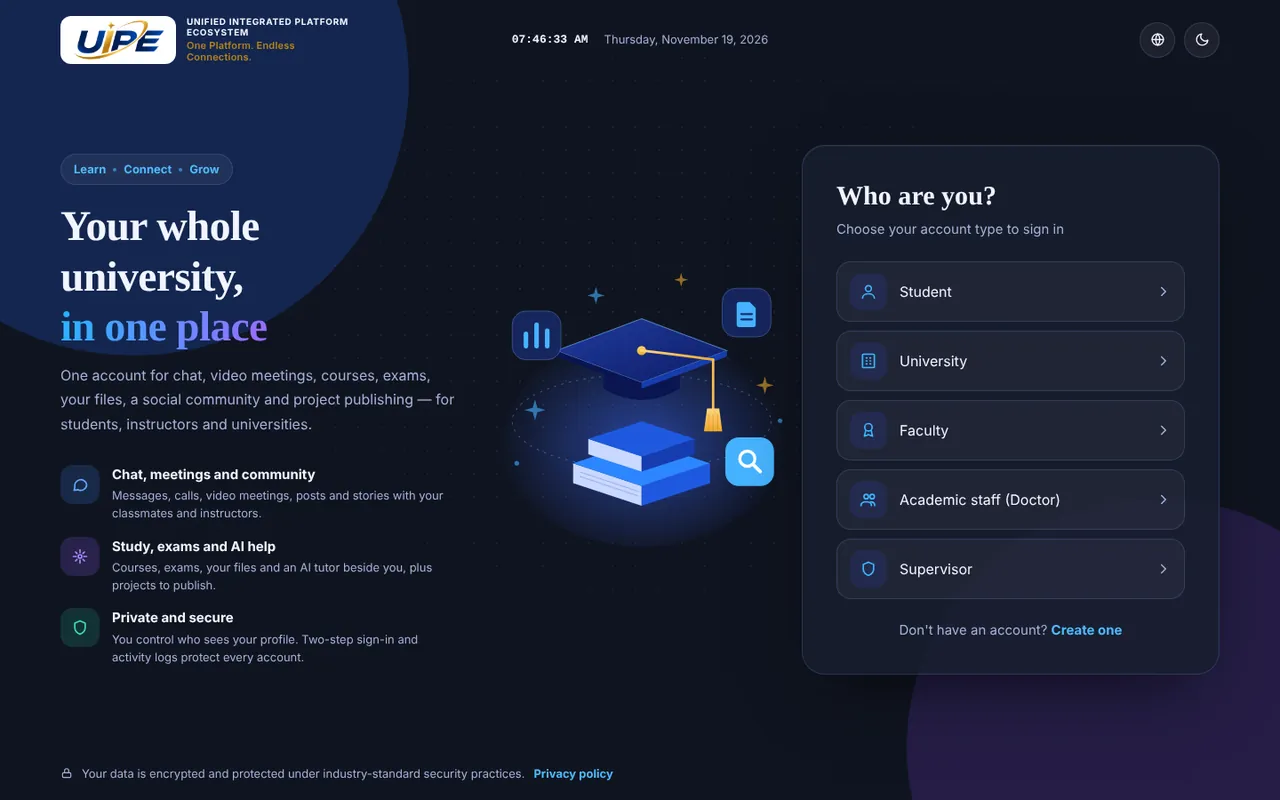 UiPE
UNIFIED INTEGRATED PLATFORM
ECOSYSTEM
One Platform. Endless
Connections.
07:46:33 AM Thursday, November 19, 2026
Learn • Connect • Grow
Your whole
university,
in one place
One account for chat, video meetings, courses, exams,
your files, a social community and project publishing — for
students, instructors and universities.
Chat, meetings and community
Messages, calls, video meetings, posts and stories with your
classmates and instructors.
Study, exams and AI help
Courses, exams, your files and an AI tutor beside you, plus
projects to publish.
Private and secure
You control who sees your profile. Two-step sign-in and
activity logs protect every account.
Who are you?
Choose your account type to sign in
Student
University
Faculty
Academic staff (Doctor)
Supervisor
Don't have an account? Create one
Your data is encrypted and protected under industry-standard security practices. Privacy policy